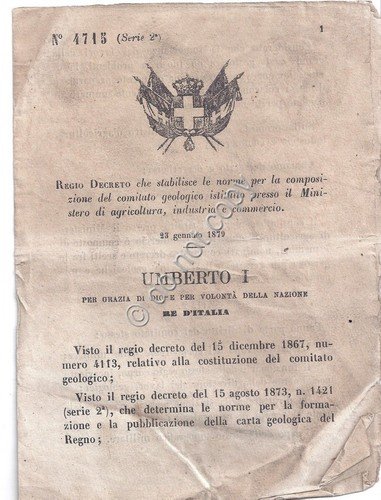 N° 4715 (Serie 2ª)
1
REGIO DECRETO che stabilisce le norme per la composi-
zione del comitato geologico istituito presso il Mini-
stero di agricoltura, industria e commercio.
23 gennaio 1879
UMBERTO I
PER GRAZIA DI DIO E PER VOLONTÀ DELLA NAZIONE
RE D'ITALIA
Visto il regio decreto del 15 dicembre 1867, nu-
mero 4113, relativo alla costituzione del comitato
geologico;
Visto il regio decreto del 15 agosto 1873, n. 1421
(serie 2ª), che determina le norme per la forma-
zione e la pubblicazione della carta geologica del
Regno;